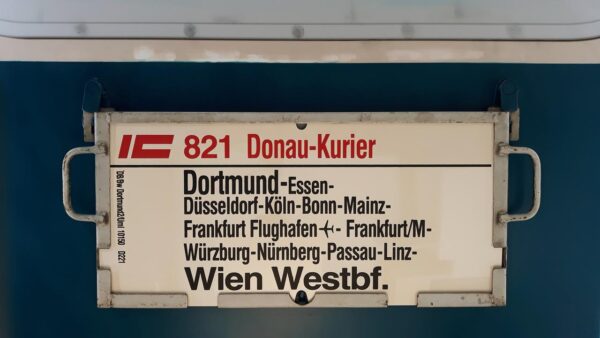 IC 821 Donau-Kurier
Dortmund-Essen-
Düsseldorf-Köln-Bonn-Mainz-
Frankfurt Flughafen ✈- Frankfurt/M-
Würzburg-Nürnberg-Passau-Linz-
Wien Westbf.